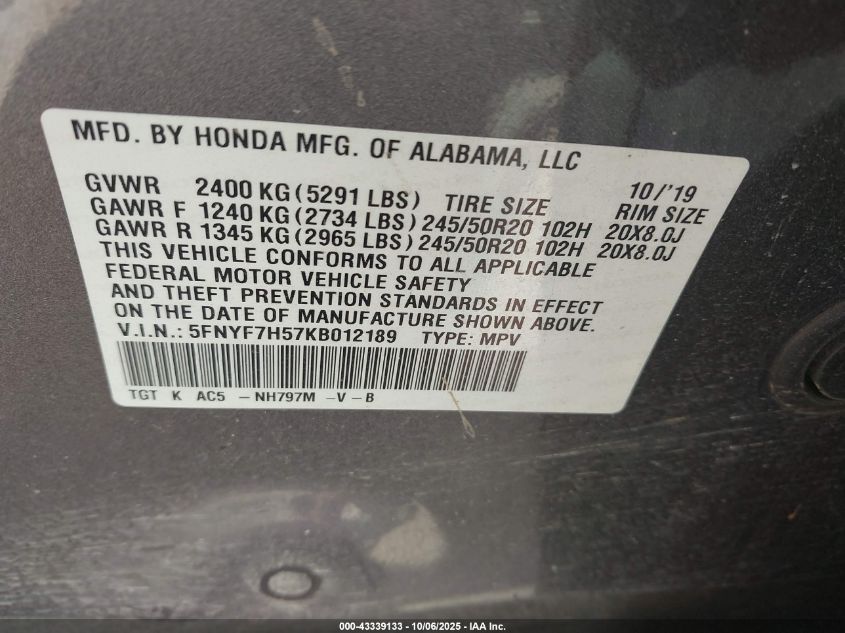 MFD. BY HONDA MFG. OF ALABAMA, LLC
GVWR 2400 KG (5291 LBS) TIRE SIZE 10/'19
RIM SIZE
GAWR F 1240 KG (2734 LBS) 245/50R20 102H 20X8.0J
GAWR R 1345 KG (2965 LBS) 245/50R20 102H 20X8.0J
THIS VEHICLE CONFORMS TO ALL APPLICABLE
FEDERAL MOTOR VEHICLE SAFETY
AND THEFT PREVENTION STANDARDS IN EFFECT
ON THE DATE OF MANUFACTURE SHOWN ABOVE.
V.I.N.: 5FNYF7H57KB012189 TYPE: MPV
TGT K AC5 - NH797M -V-B
000-43339133 - 10/06/2025 - IAA Inc.